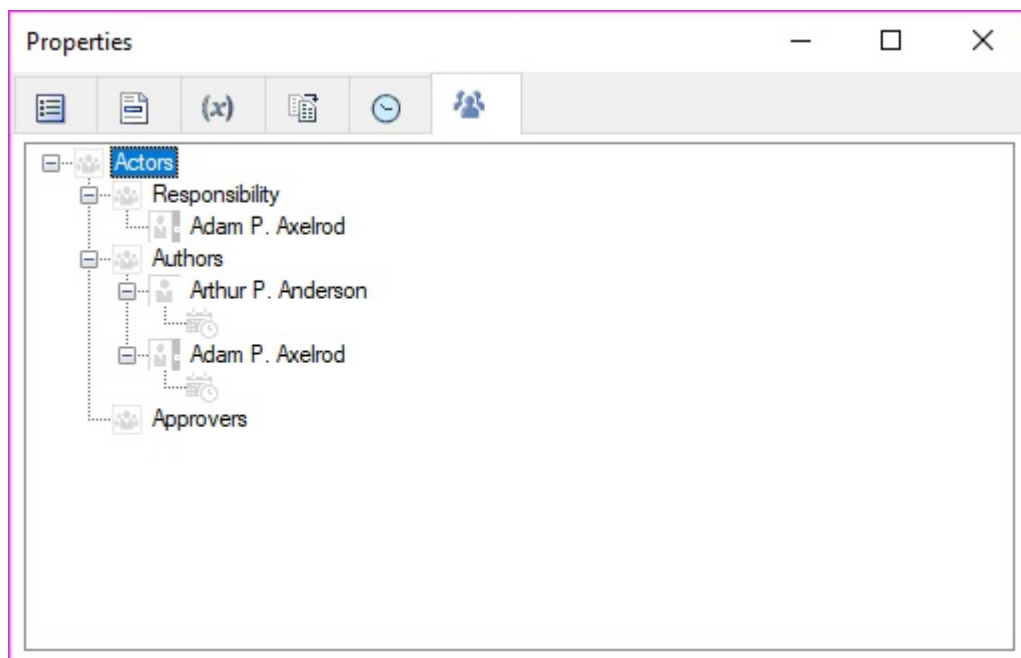 Properties
(x)
Actors
Responsibility
Adam P. Axelrod
Authors
Arthur P. Anderson
Adam P. Axelrod
Approvers